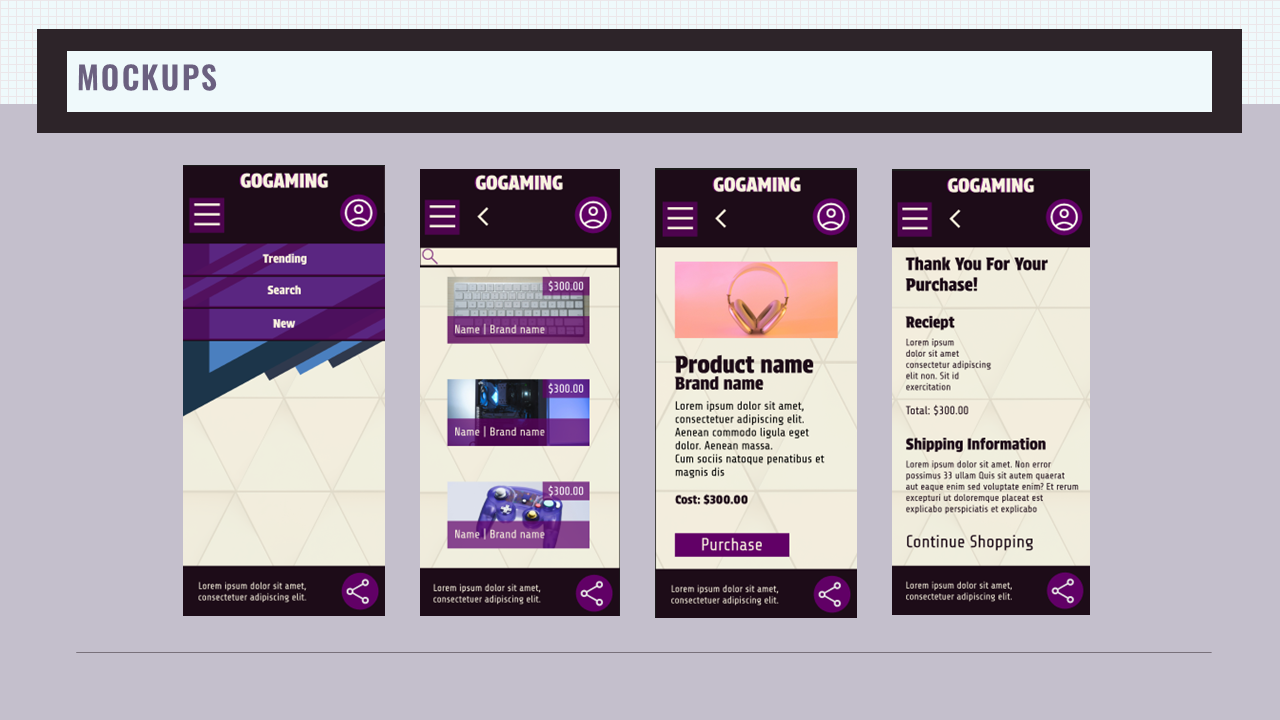 MOCKUPS
GOGAMING
Trending
Search
New
Lorem ipsum dolor sit amet,
consectetuer adipiscing elit.
GOGAMING
$300.00
Name | Brand name
$300.00
Name | Brand name
$300.00
Name | Brand name
Lorem ipsum dolor sit amet,
consectetuer adipiscing elit.
GOGAMING
Product name
Brand name
Lorem ipsum dolor sit amet,
consectetuer adipiscing elit.
Aenean commodo ligula eget
dolor. Aenean massa.
Cum sociis natoque penatibus et
magnis dis
Cost: $300.00
Purchase
Lorem ipsum dolor sit amet,
consectetuer adipiscing elit.
GOGAMING
Thank You For Your
Purchase!
Reciept
Lorem ipsum
dolor sit amet
consectetur adipiscing
elit non. Sit id
exercitation
Total: $300.00
Shipping Information
Lorem ipsum dolor sit amet. Non error
possimus 33 ullam Quis sit autem quaerat
aut eaque enim sed voluptate enim? Et rerum
excepturi ut doloremque placeat est
explicabo perspiciatis et explicabo
Continue Shopping
Lorem ipsum dolor sit amet,
consectetuer adipiscing elit.